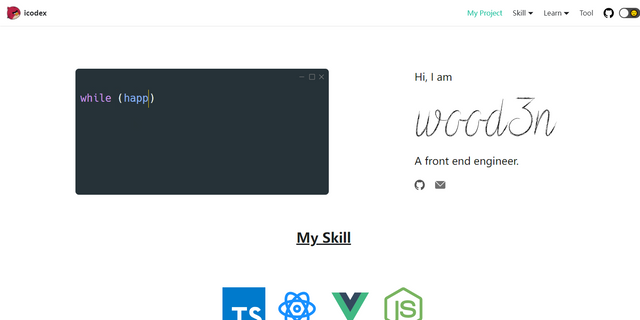 icodex
My Project Skill Learn Tool
while (happ)
Hi, I am
wood3n
A front end engineer.
My Skill
TS
JS